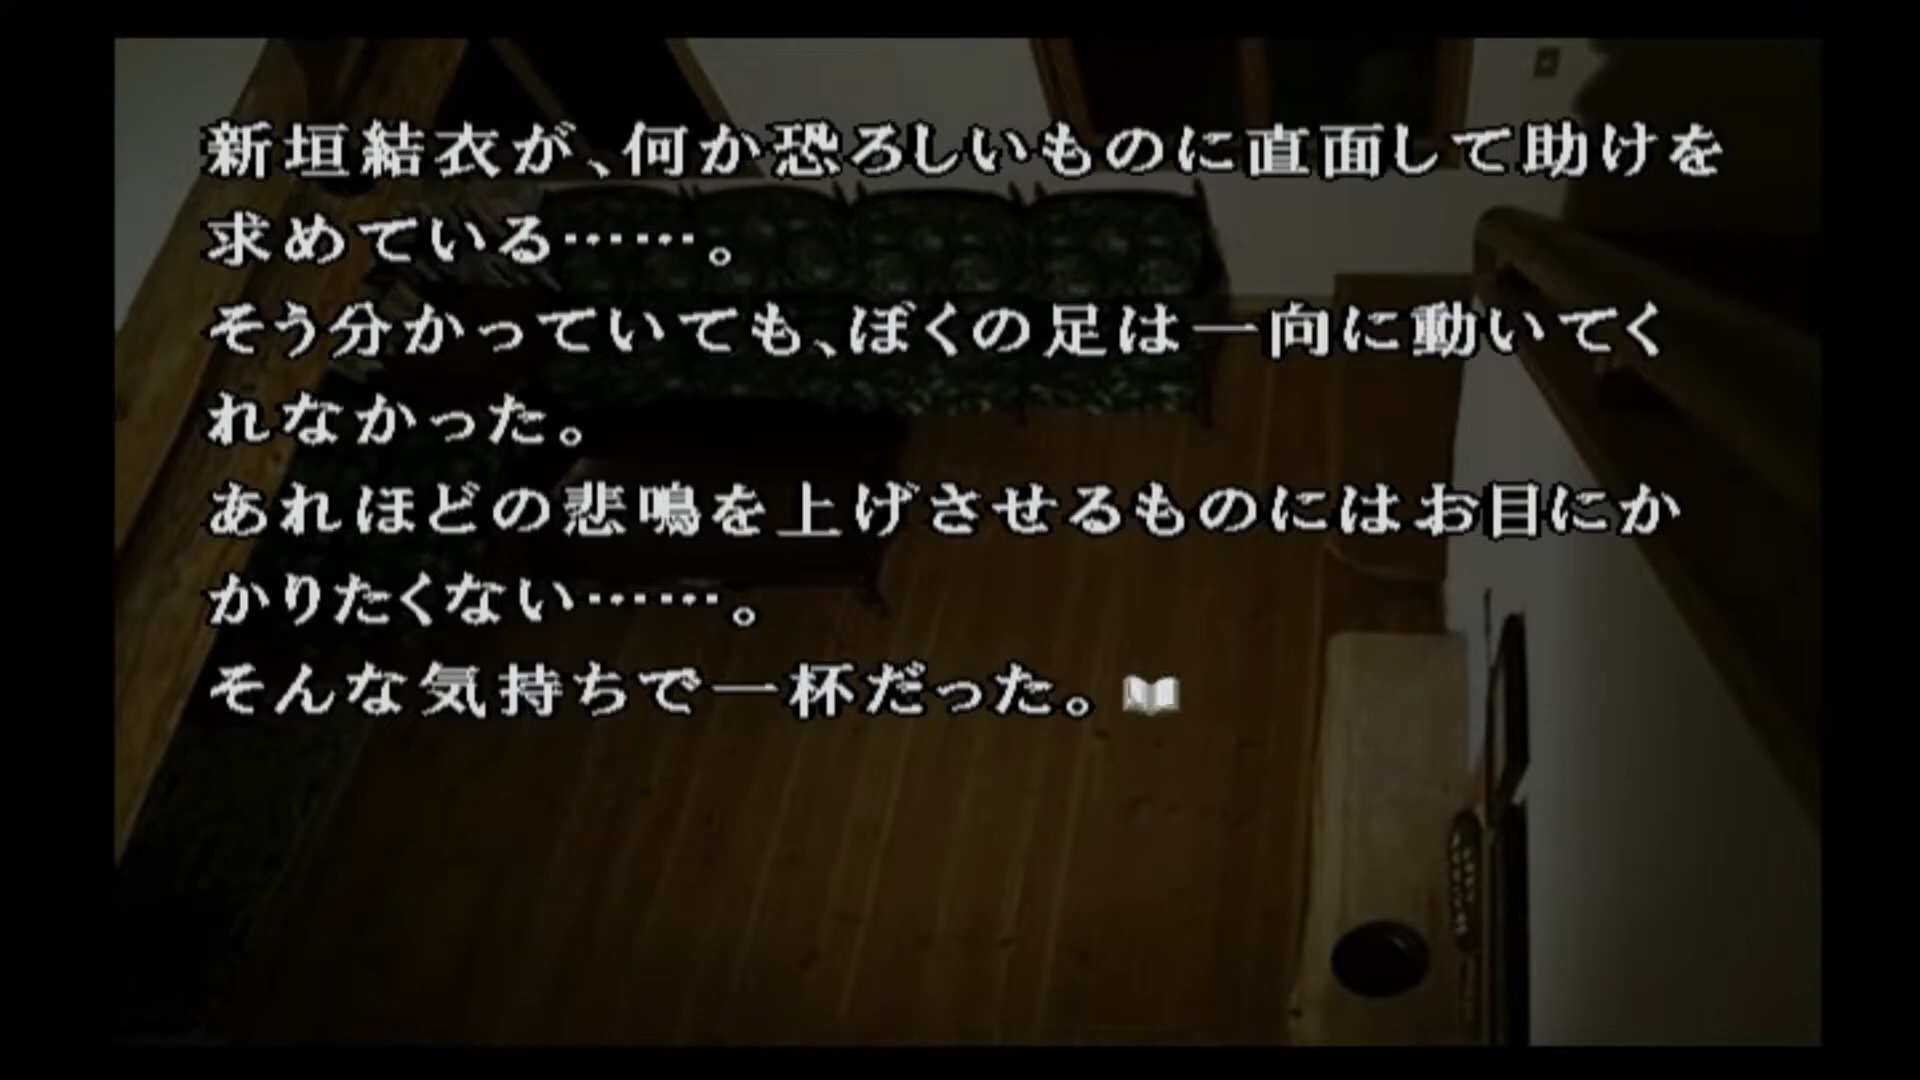 新垣結衣が、何か恐ろしいものに直面して助けを
求めている……。
そう分かっていても、ぼくの足は一向に動いてく
れなかった。
あれほどの悲鳴を上げさせるものにはお目にか
かりたくない……。
そんな気持ちで一杯だった。